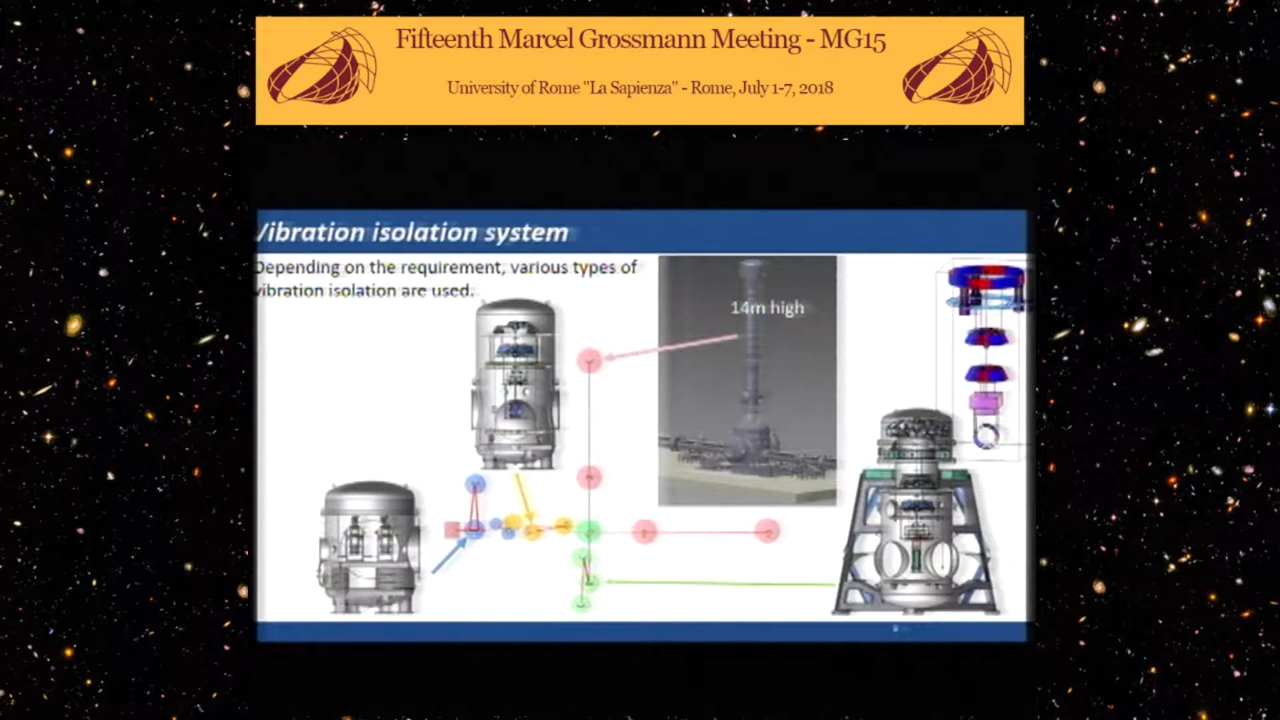 Fifteenth Marcel Grossmann Meeting - MG15
University of Rome "La Sapienza" - Rome, July 1-7, 2018
Vibration isolation system
Depending on the requirement, various types of
vibration isolation are used.
14m high